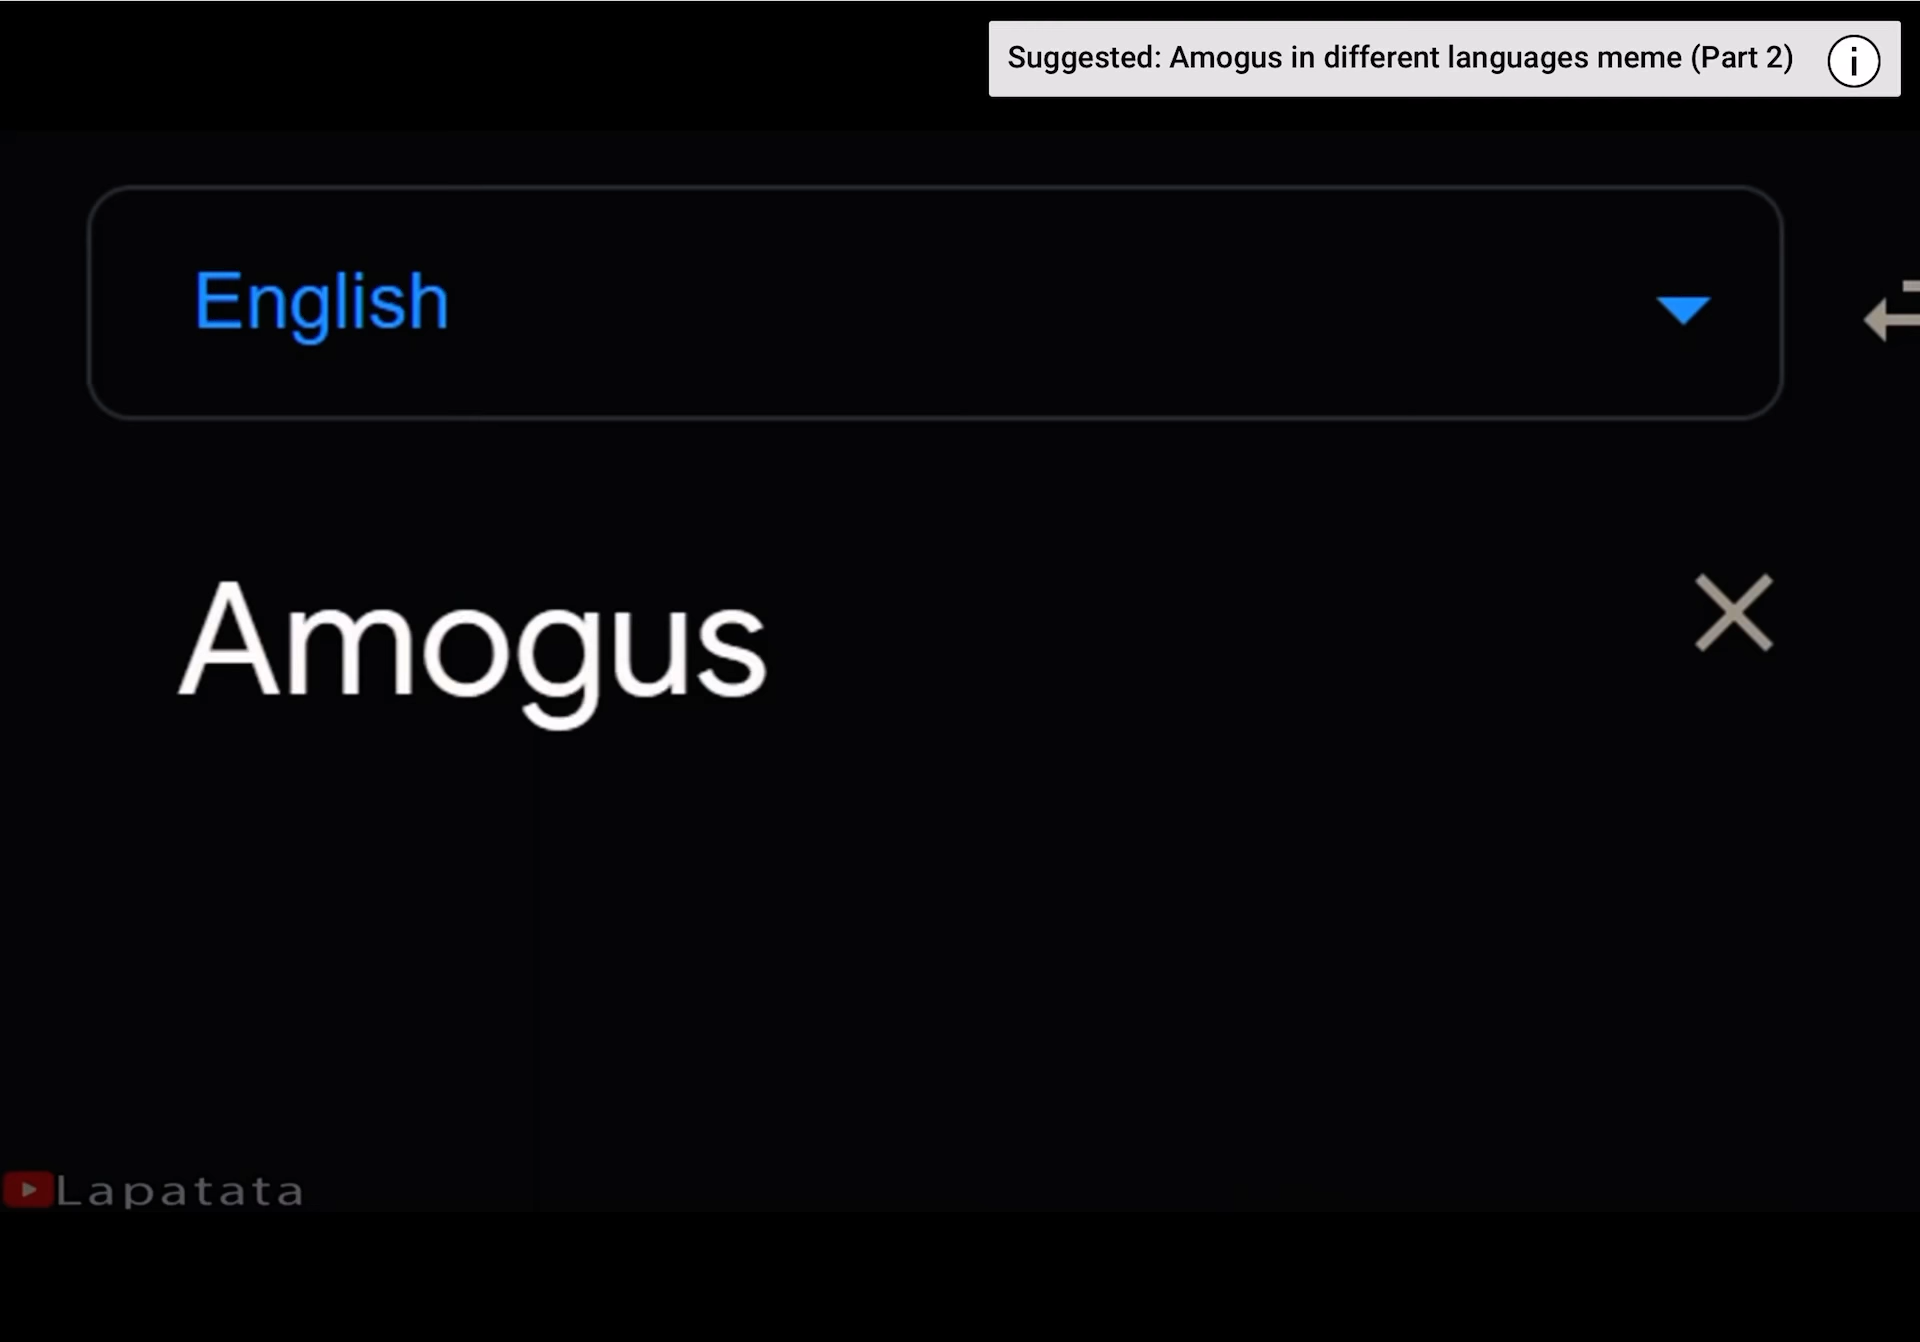 Suggested: Amogus in different languages meme (Part 2)
English
Amogus
Lapatata